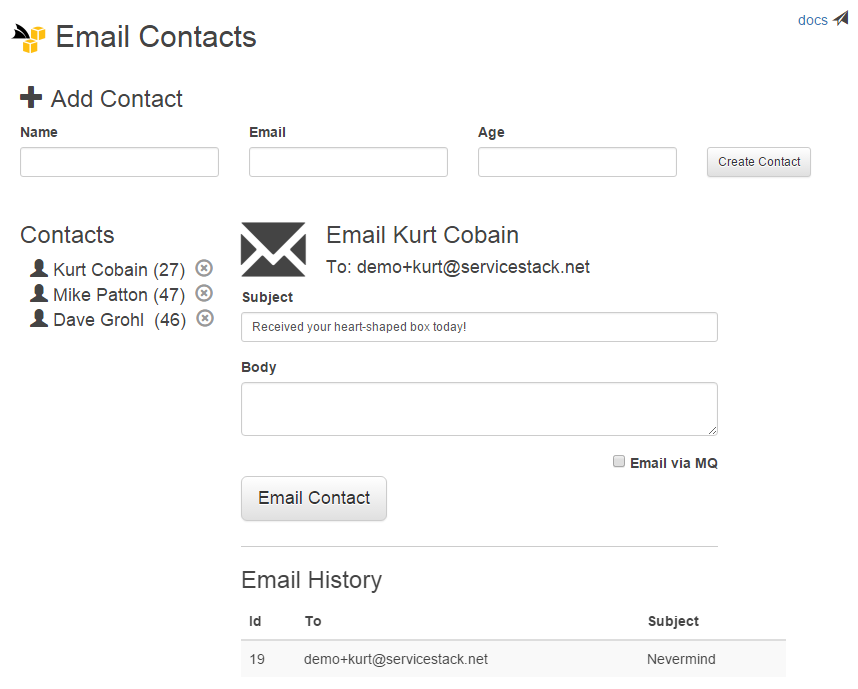 docs
Email Contacts
Add Contact
Name Email Age
Create Contact
Contacts
Kurt Cobain (27)
Mike Patton (47)
Dave Grohl (46)
Email Kurt Cobain
To: demo+kurt@servicestack.net
Subject
Received your heart-shaped box today!
Body
Email via MQ
Email Contact
Email History
Id To Subject
19 demo+kurt@servicestack.net Nevermind